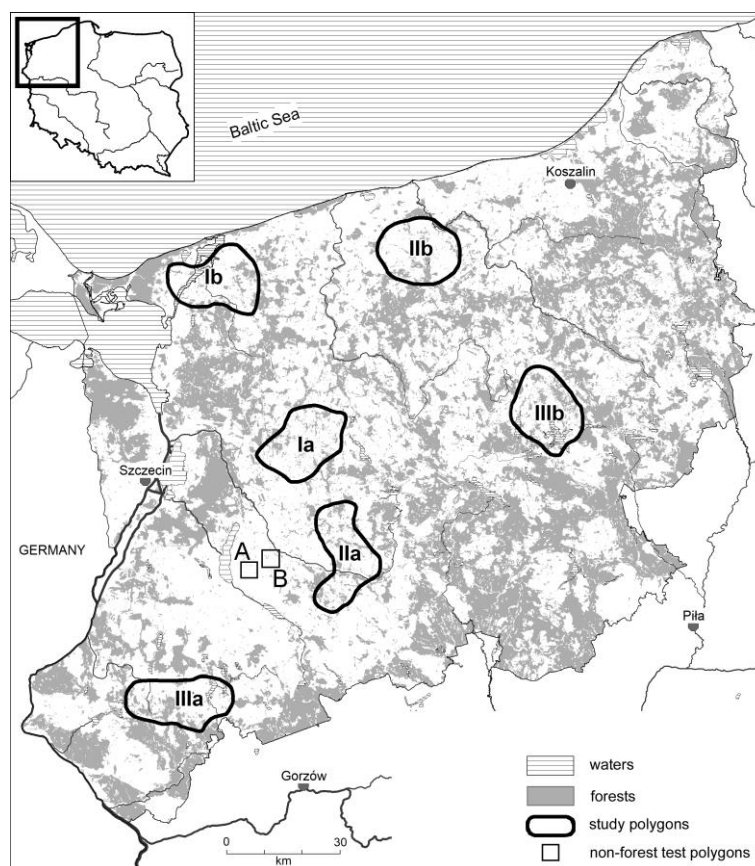 Baltic Sea
Koszalin
Ib
IIb
Ia
IIIb
Szczecin
GERMANY
A
B
IIa
Piła
IIIa
Gorzów
0 30
km
waters
forests
study polygons
non-forest test polygons